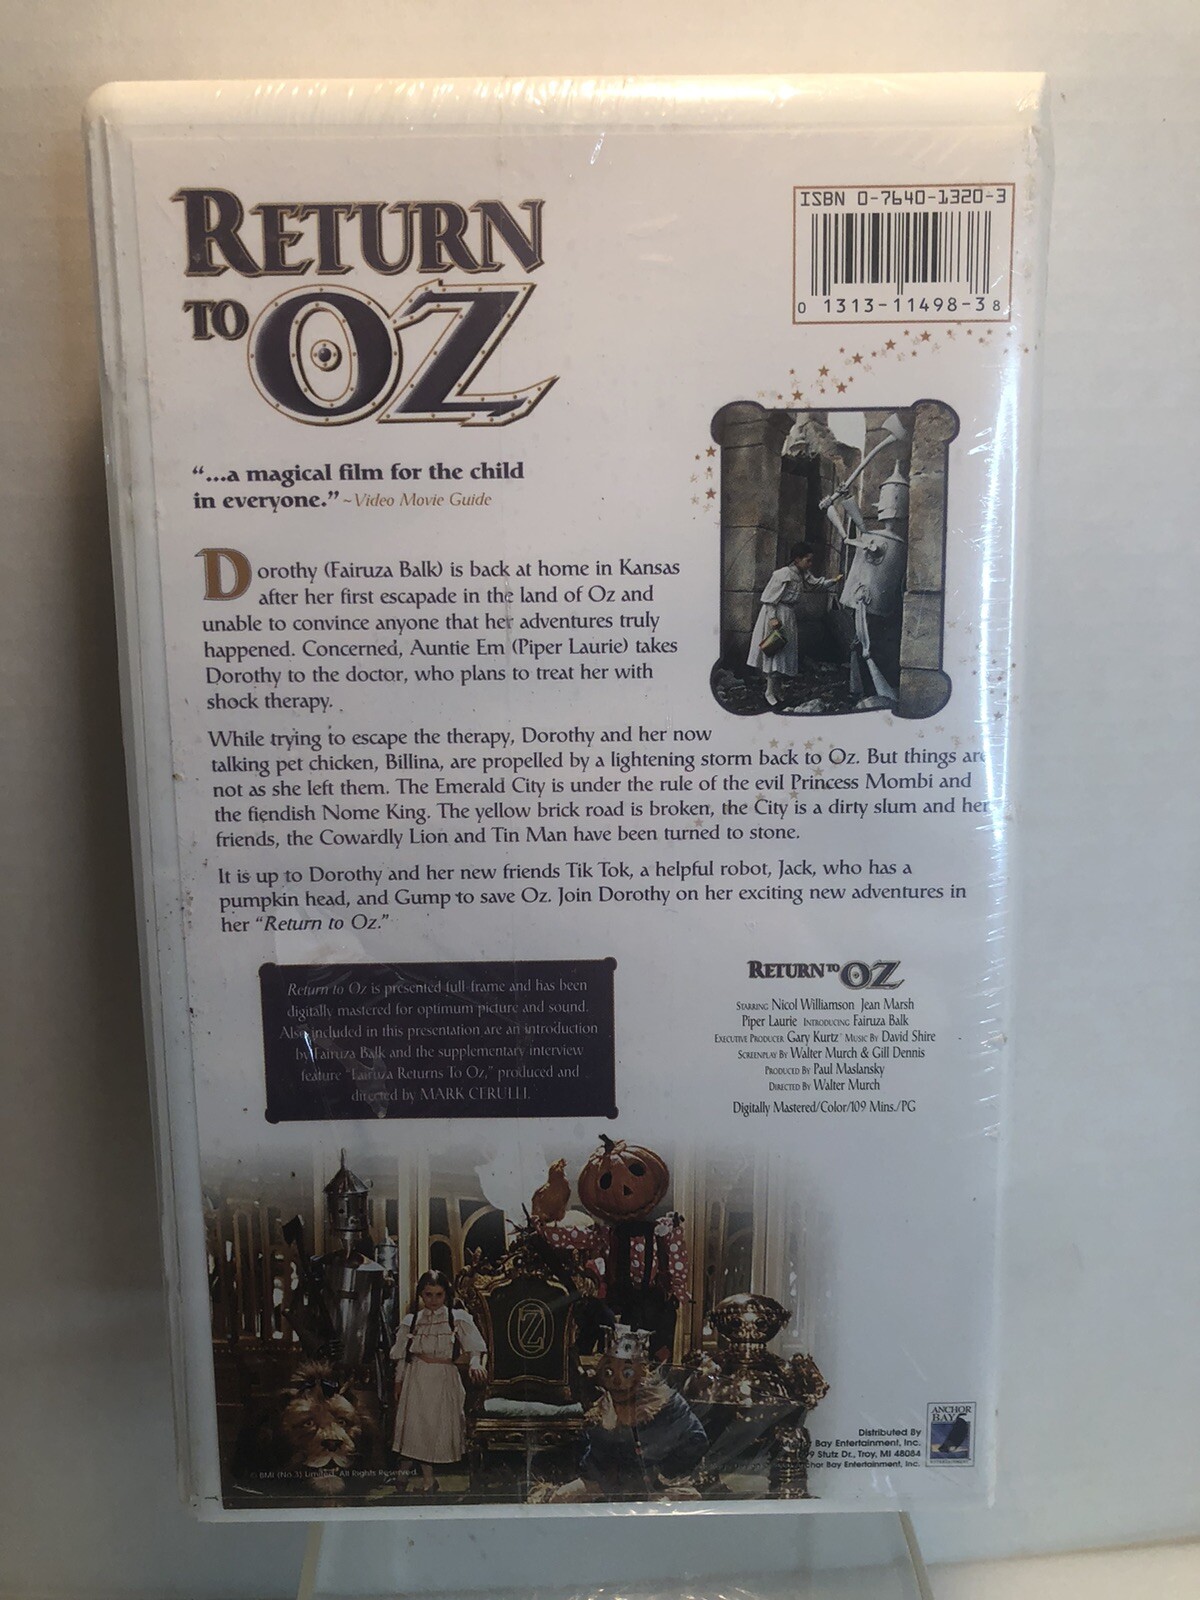 RETURN
TO OZ
ISBN 0-7640-1320-3
0 1313-11498-3 8
"...a magical film for the child
in everyone." ~Video Movie Guide
Dorothy (Fairuza Balk) is back at home in Kansas
after her first escapade in the land of Oz and
unable to convince anyone that her adventures truly
happened. Concerned, Auntie Em (Piper Laurie) takes
Dorothy to the doctor, who plans to treat her with
shock therapy.
While trying to escape the therapy, Dorothy and her now
talking pet chicken, Billina, are propelled by a lightening storm back to Oz. But things are
not as she left them. The Emerald City is under the rule of the evil Princess Mombi and
the fiendish Nome King. The yellow brick road is broken, the City is a dirty slum and her
friends, the Cowardly Lion and Tin Man have been turned to stone.
It is up to Dorothy and her new friends Tik Tok, a helpful robot, Jack, who has a
pumpkin head, and Gump to save Oz. Join Dorothy on her exciting new adventures in
her "Return to Oz."
Return to Oz is presented full-frame and has been
digitally mastered for optimum picture and sound.
Also included in this presentation are an introduction
by Fairuza Balk and the supplementary interview
feature "Fairuza Returns To Oz," produced and
directed by MARK CERULLI.
RETURN TO OZ
STARRING Nicol Williamson Jean Marsh
Piper Laurie INTRODUCING Fairuza Balk
EXECUTIVE PRODUCER Gary Kurtz MUSIC BY David Shire
SCREENPLAY BY Walter Murch & Gill Dennis
PRODUCED BY Paul Maslansky
DIRECTED BY Walter Murch
Digitally Mastered/Color/109 Mins./PG
OZ
© BMI (No 3) Limited. All Rights Reserved.
Distributed By
Bay Entertainment, Inc.
Stutz Dr., Troy, MI 48084
Bay Entertainment, Inc.
ANCHOR
BAY
ENTERTAINMENT